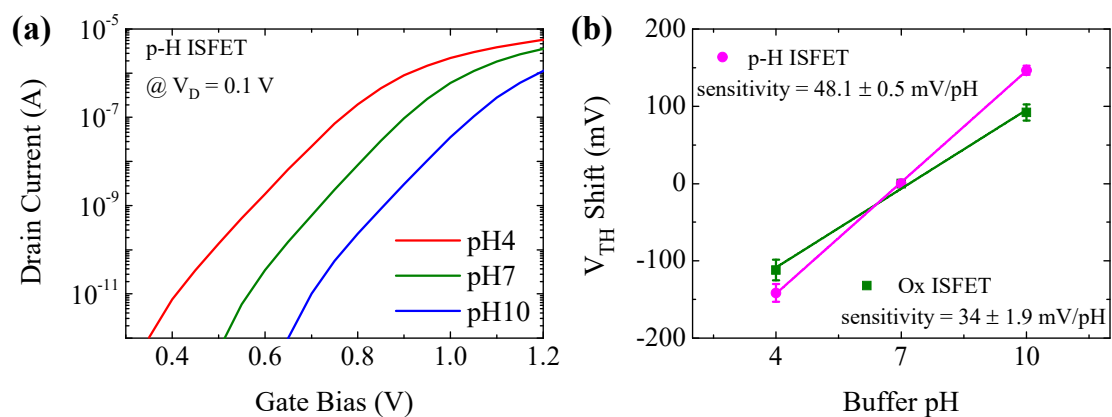 (a)
p-H ISFET
@ V_D = 0.1 V
10^-5
10^-7
10^-9
10^-11
Drain Current (A)
pH4
pH7
pH10
0.4 0.6 0.8 1.0 1.2
Gate Bias (V)
(b)
p-H ISFET
sensitivity = 48.1 ± 0.5 mV/pH
200
100
0
-100
-200
V_TH Shift (mV)
Ox ISFET
sensitivity = 34 ± 1.9 mV/pH
4 7 10
Buffer pH